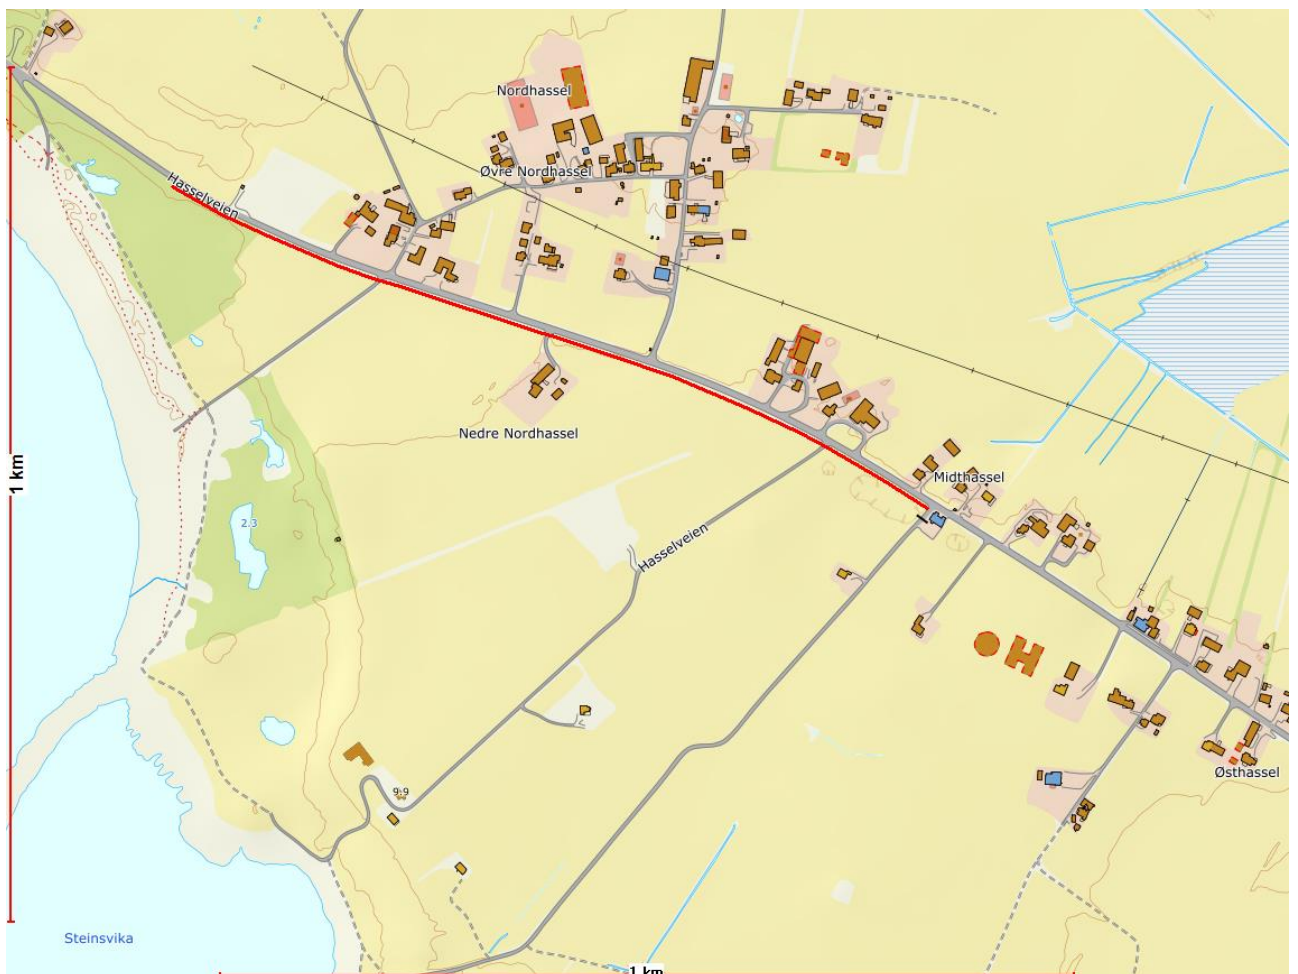 Nordhassel
Øvre Nordhassel
Hasselveien
Nedre Nordhassel
1 km
Midthassel
2.3
Hasselveien
Østhassel
9.9
Steinsvika
1 km